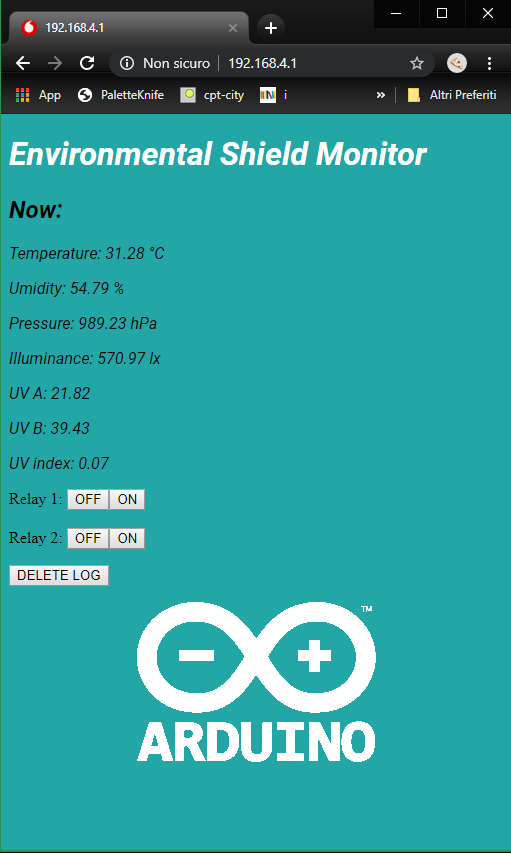 192.168.4.1
Non sicuro | 192.168.4.1
App PaletteKnife cpt-city i » Altri Preferiti
Environmental Shield Monitor
Now:
Temperature: 31.28 °C
Umidity: 54.79 %
Pressure: 989.23 hPa
Illuminance: 570.97 lx
UV A: 21.82
UV B: 39.43
UV index: 0.07
Relay 1: OFF ON
Relay 2: OFF ON
DELETE LOG
TM
ARDUINO